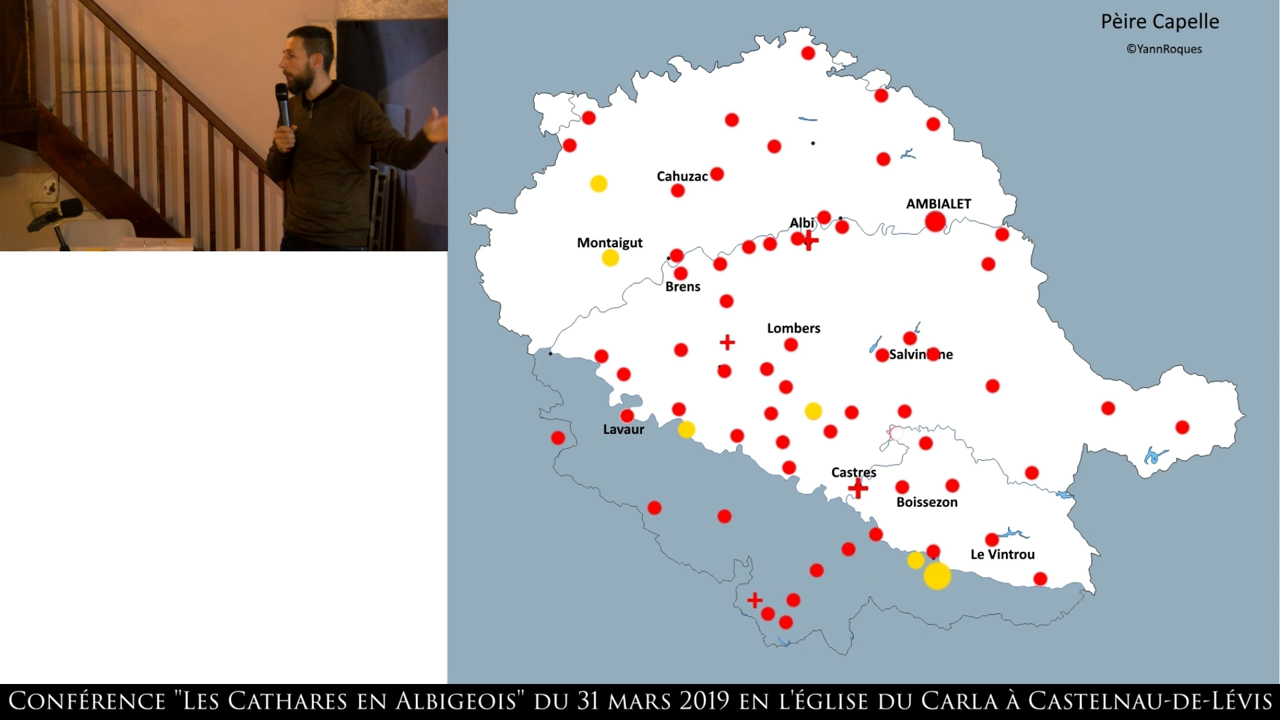 Pèire Capelle
©YannRoques
Cahuzac
AMBIALET
Albi
Montaigut
Brens
Lombers
Lavaur
Castres
Boissezon
Le Vintrou
CONFÉRENCE "LES CATHARES EN ALBIGEOIS" DU 31 MARS 2019 EN L'ÉGLISE DU CARLA À CASTELNAU-DE-LÉVIS